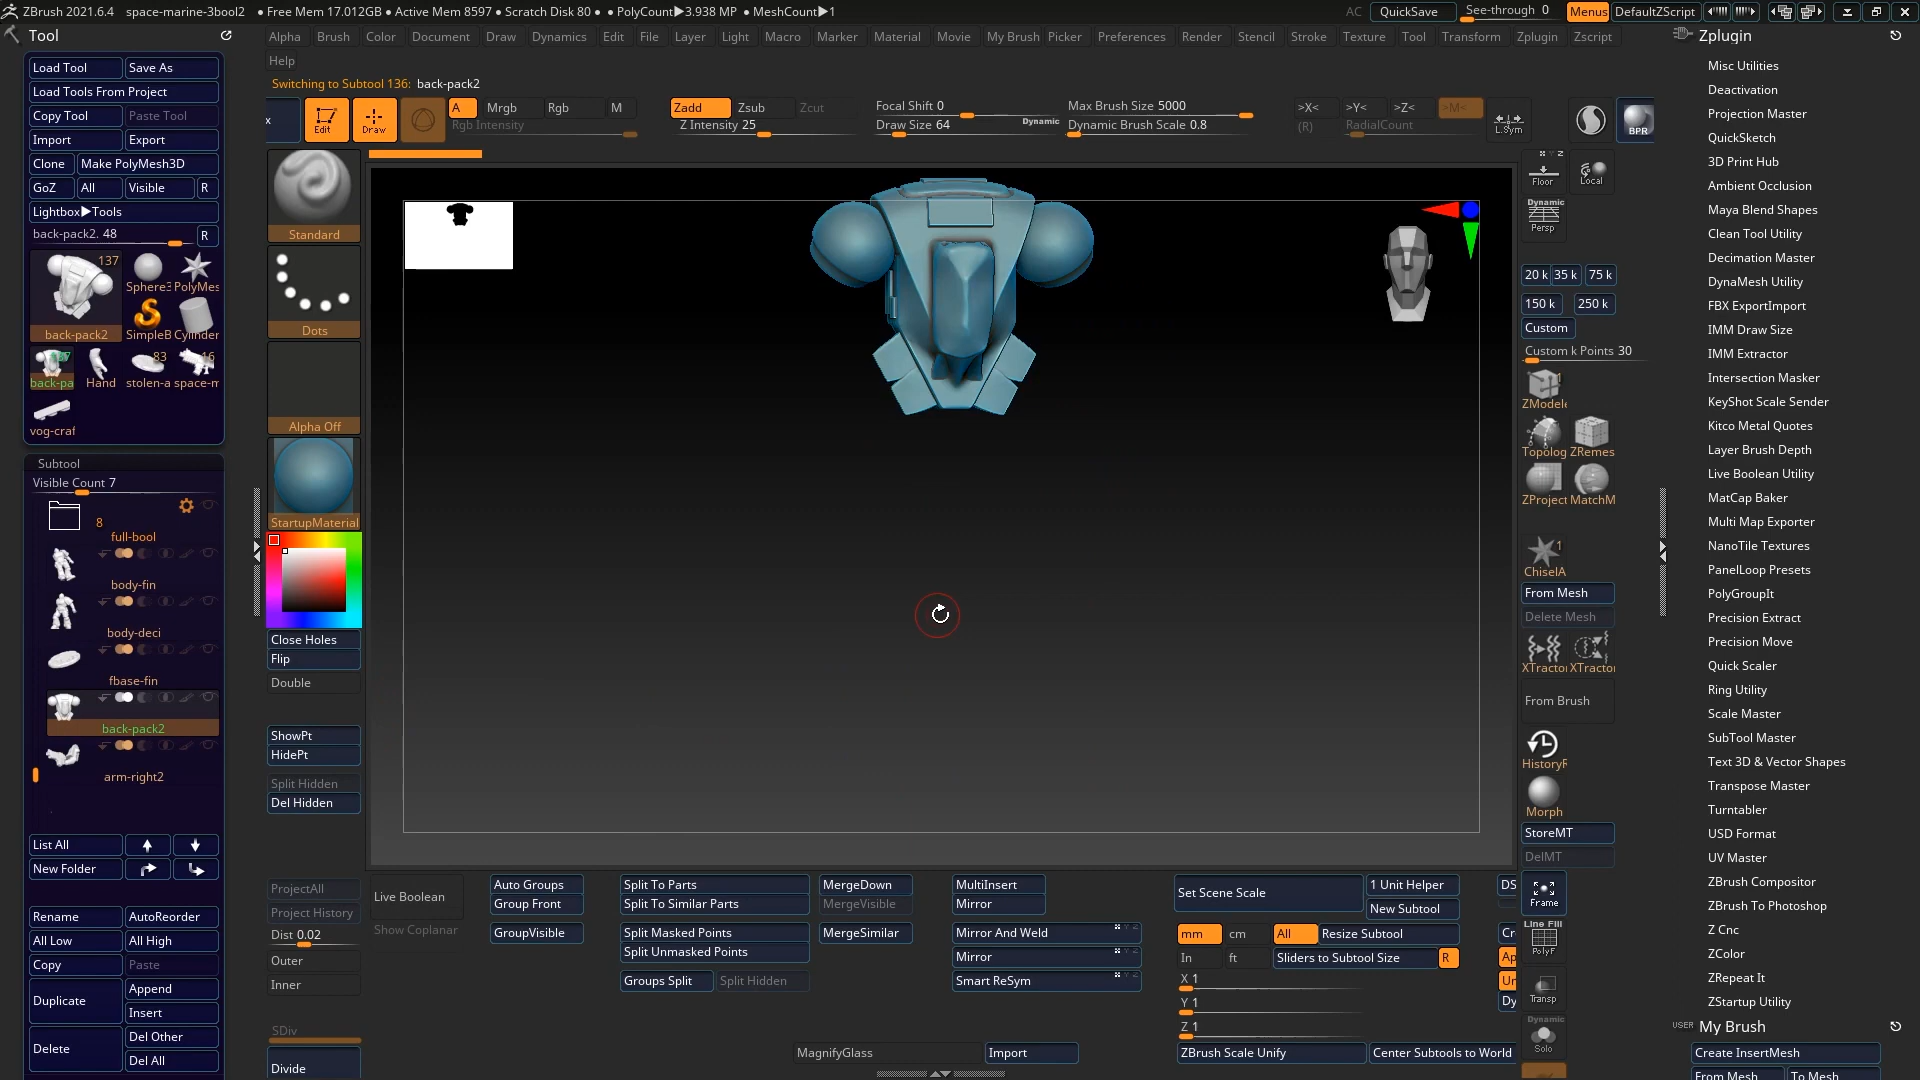 ZBrush 2021.6.4 space-marine-3bool2 • Free Mem 17.012GB • Active Mem 8597 • Scratch Disk 80 • • PolyCount▶3.938 MP • MeshCount▶1 AC QuickSave See-through 0 Menus DefaultZScript
Tool
Alpha Brush Color Document Draw Dynamics Edit File Layer Light Macro Marker Material Movie My Brush Picker Preferences Render Stencil Stroke Texture Tool Transform Zplugin Zscript
Help
Switching to Subtool 136: back-pack2
Load Tool Save As
Load Tools From Project
Copy Tool Paste Tool
Import Export
Clone Make PolyMesh3D
GoZ All Visible R
Lightbox▶Tools
back-pack2. 48 R
137
Sphere3 PolyMes
back-pack2 SimpleB Cylinder
83 16
back-pa Hand stolen-a space-m
vog-craf
Subtool
Visible Count 7
8
full-bool
body-fin
body-deci
fbase-fin
back-pack2
arm-right2
List All
New Folder
Rename AutoReorder
All Low All High
Copy Paste
Duplicate Append
Insert
Delete Del Other
Del All
x Edit Draw
A Mrgb Rgb M
Rgb Intensity
Zadd Zsub Zcut
Z Intensity 25
Focal Shift 0
Draw Size 64 Dynamic
Max Brush Size 5000
Dynamic Brush Scale 0.8
>X< >Y< >Z< >M<
(R) RadialCount
L.Sym
BPR
Standard
Dots
Alpha Off
StartupMaterial
Close Holes
Flip
Double
ShowPt
HidePt
Split Hidden
Del Hidden
ProjectAll
Project History
Dist 0.02
Outer
Inner
SDiv
Divide
Live Boolean
Show Coplanar
Auto Groups
Group Front
GroupVisible
Split To Parts
Split To Similar Parts
Split Masked Points
Split Unmasked Points
Groups Split Split Hidden
MergeDown
MergeVisible
MergeSimilar
MultiInsert
Mirror
Mirror And Weld
Mirror
Smart ReSym
MagnifyGlass Import
Set Scene Scale 1 Unit Helper
New Subtool
mm cm All Resize Subtool
In ft Sliders to Subtool Size R
X 1
Y 1
Z 1
ZBrush Scale Unify Center Subtools to World
DS
Cr
Ap
Un
Dy
Floor Local
Dynamic
Persp
20 k 35 k 75 k
150 k 250 k
Custom
Custom k Points 30
1
ZModele
Topolog ZRemes
ZProject MatchM
1
ChiselA
From Mesh
Delete Mesh
XTractor XTractor
From Brush
HistoryR
Morph
StoreMT
DelMT
Frame
Line Fill
PolyF
Transp
Dynamic
Solo
Zplugin
Misc Utilities
Deactivation
Projection Master
QuickSketch
3D Print Hub
Ambient Occlusion
Maya Blend Shapes
Clean Tool Utility
Decimation Master
DynaMesh Utility
FBX ExportImport
IMM Draw Size
IMM Extractor
Intersection Masker
KeyShot Scale Sender
Kitco Metal Quotes
Layer Brush Depth
Live Boolean Utility
MatCap Baker
Multi Map Exporter
NanoTile Textures
PanelLoop Presets
PolyGroupIt
Precision Extract
Precision Move
Quick Scaler
Ring Utility
Scale Master
SubTool Master
Text 3D & Vector Shapes
Transpose Master
Turntabler
USD Format
UV Master
ZBrush Compositor
ZBrush To Photoshop
Z Cnc
ZColor
ZRepeat It
ZStartup Utility
USER My Brush
Create InsertMesh
From Mesh To Mesh